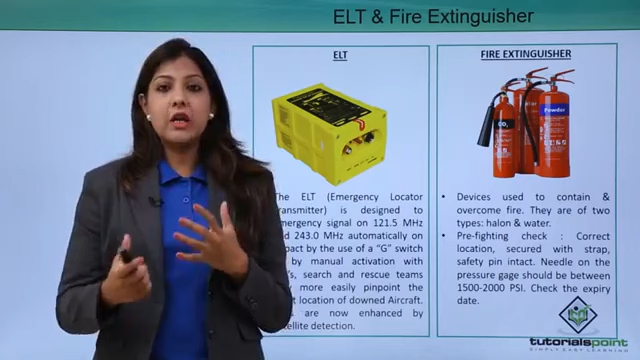 ELT & Fire Extinguisher
ELT
The ELT (Emergency Locator
Transmitter) is designed to
emergency signal on 121.5 MHz
and 243.0 MHz automatically on
by the use of a "G" switch
by manual activation with
search and rescue teams
more easily pinpoint the
location of downed Aircraft.
are now enhanced by
detection.
FIRE EXTINGUISHER
CO2
Powder
• Devices used to contain &
overcome fire. They are of two
types: halon & water.
• Pre-fighting check : Correct
location, secured with strap,
safety pin intact. Needle on the
pressure gauge should be between
1500-2000 PSI. Check the expiry
date.
tutorialspoint
SIMPLY EASY LEARNING